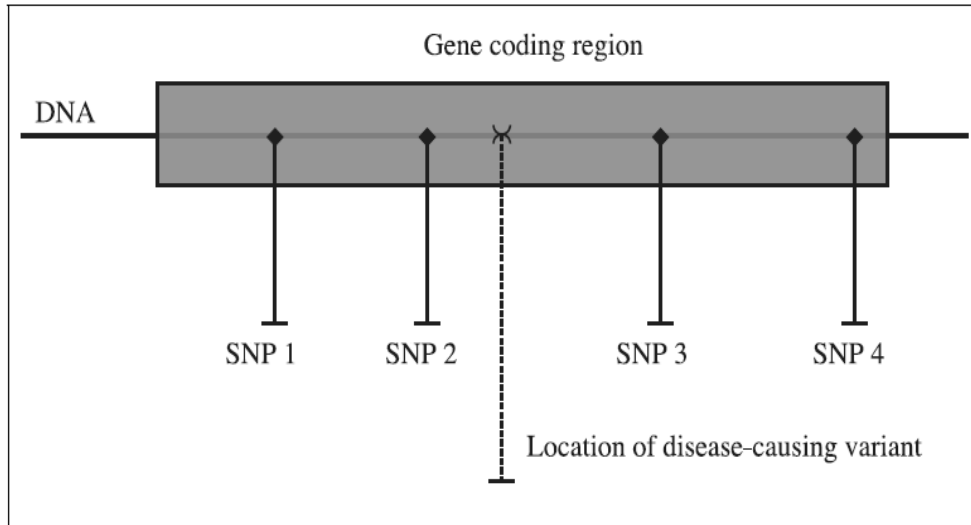 Gene coding region
DNA
SNP 1
SNP 2
SNP 3
SNP 4
Location of disease-causing variant